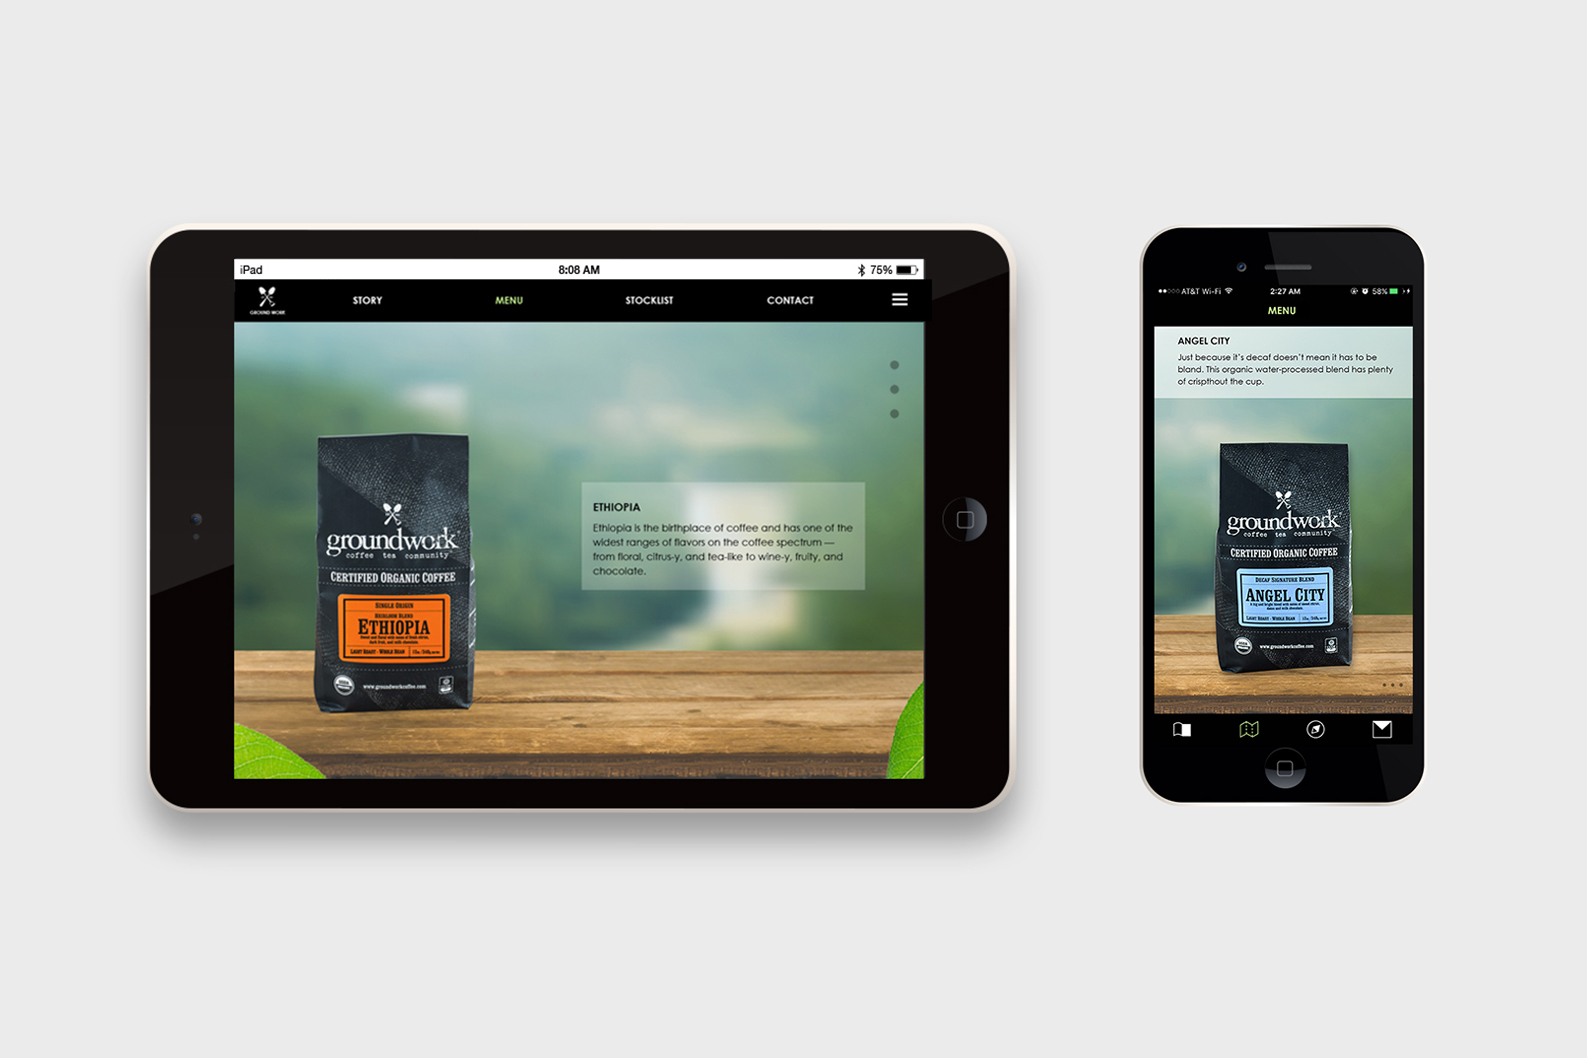 iPad
8:08 AM
75%
GROUND WORK
STORY
MENU
STOCKLIST
CONTACT
groundwork
coffee tea community
CERTIFIED ORGANIC COFFEE
SINGLE ORIGIN
HEIRLOOM BLEND
ETHIOPIA
LIGHT ROAST · WHOLE BEAN
www.groundworkcoffee.com
ETHIOPIA
Ethiopia is the birthplace of coffee and has one of the
widest ranges of flavors on the coffee spectrum —
from floral, citrus-y, and tea-like to wine-y, fruity, and
chocolate.
AT&T Wi-Fi
2:27 AM
58%
MENU
ANGEL CITY
Just because it's decaf doesn't mean it has to be
bland. This organic water-processed blend has plenty
of crispthout the cup.
groundwork
coffee tea community
CERTIFIED ORGANIC COFFEE
DECAF SIGNATURE BLEND
ANGEL CITY
LIGHT ROAST · WHOLE BEAN
www.groundworkcoffee.com